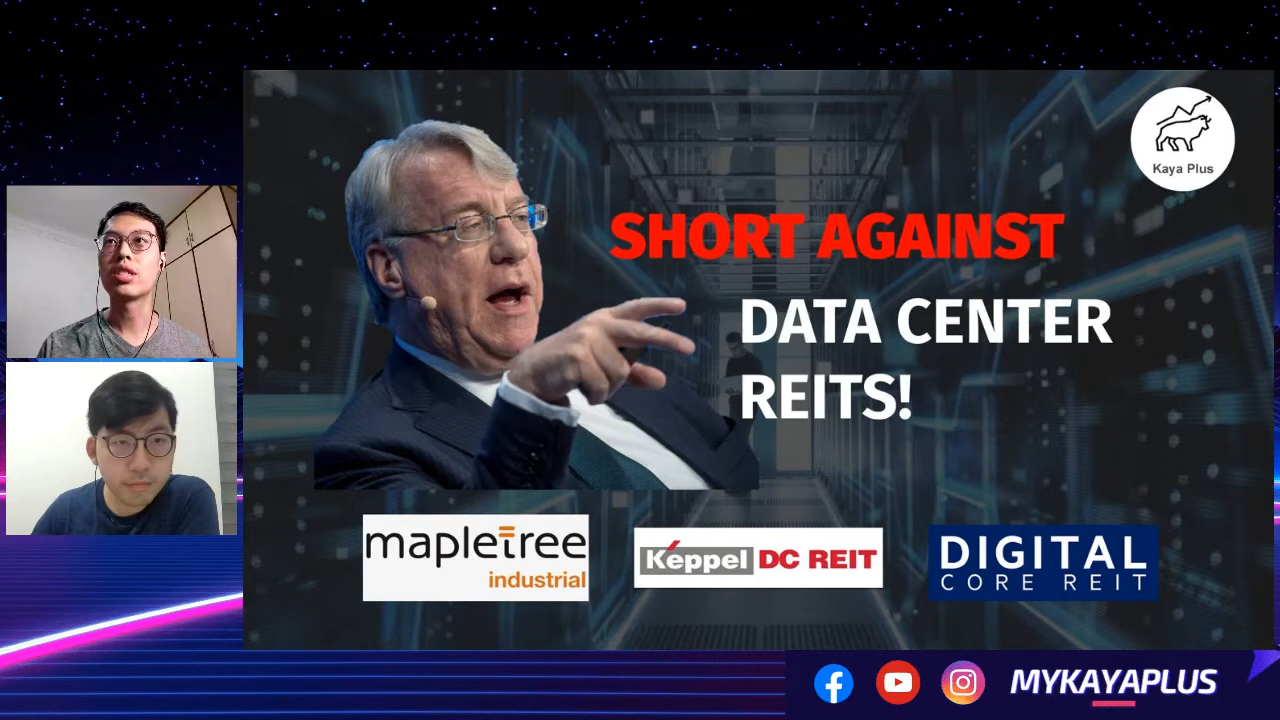 Kaya Plus
SHORT AGAINST
DATA CENTER
REITS!
mapletree
industrial
Keppel DC REIT
DIGITAL
CORE REIT
MYKAYAPLUS